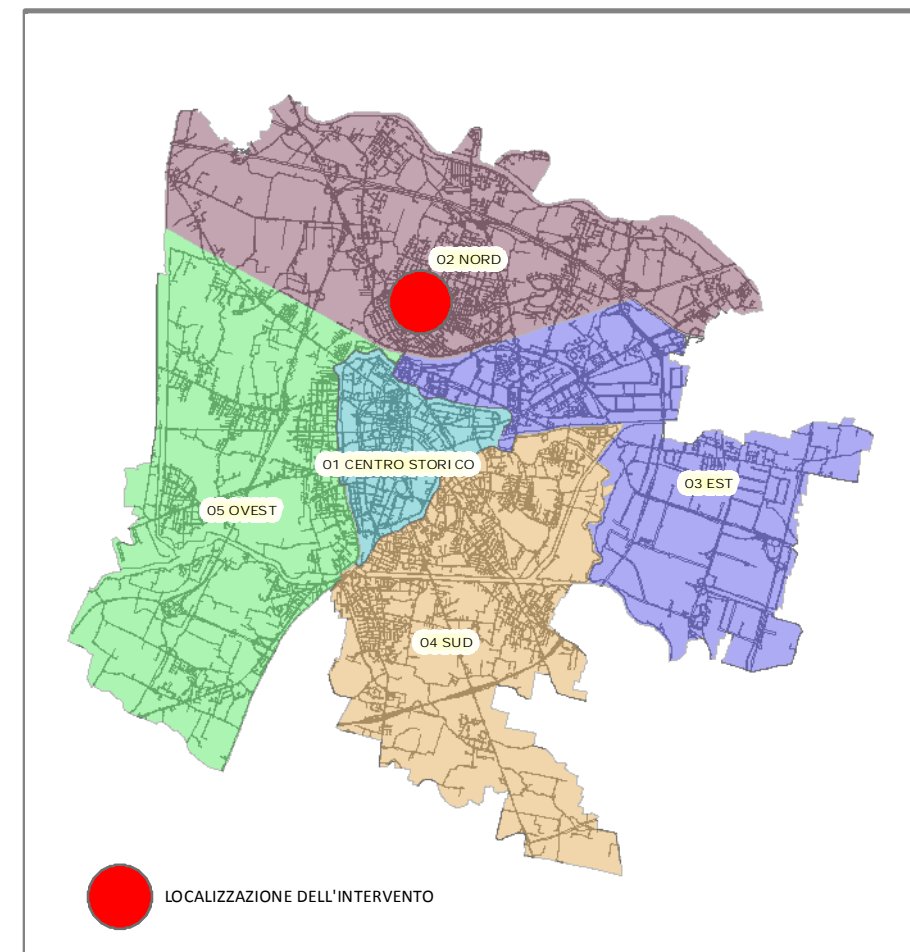 02 NORD
01 CENTRO STORICO
03 EST
05 OVEST
04 SUD
LOCALIZZAZIONE DELL'INTERVENTO